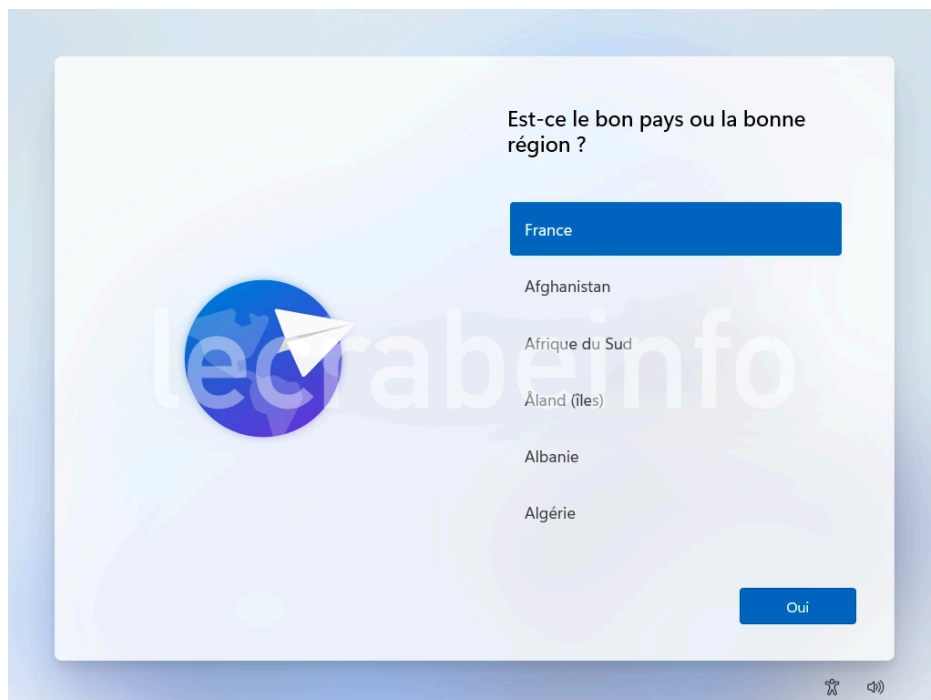 Est-ce le bon pays ou la bonne
région ?
France
Afghanistan
Afrique du Sud
Åland (îles)
Albanie
Algérie
lecrabeinfo
Oui